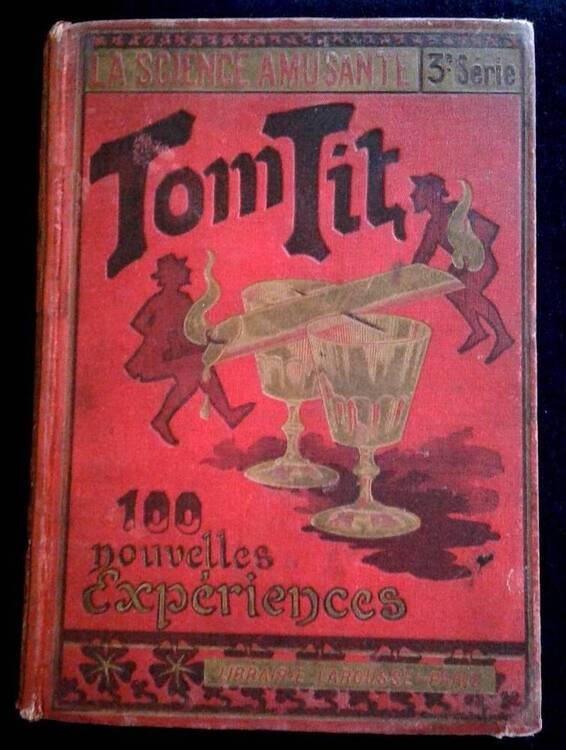 LA SCIENCE AMUSANTE
3e Série
Tom Tit
100
nouvelles
Expériences
LIBRAIRIE LAROUSSE PARIS